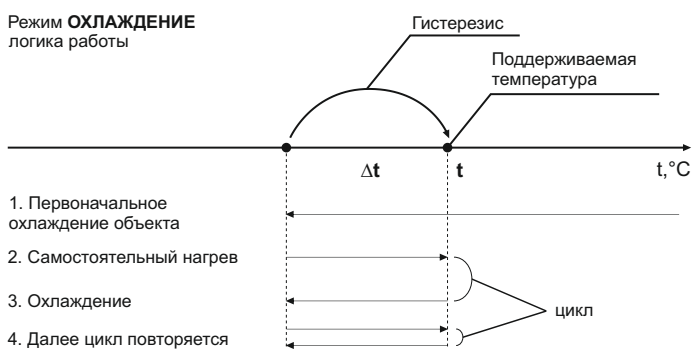 Режим ОХЛАЖДЕНИЕ
логика работы
Гистерезис
Поддерживаемая
температура
Δt
t
t,°C
1. Первоначальное
охлаждение объекта
2. Самостоятельный нагрев
3. Охлаждение
цикл
4. Далее цикл повторяется